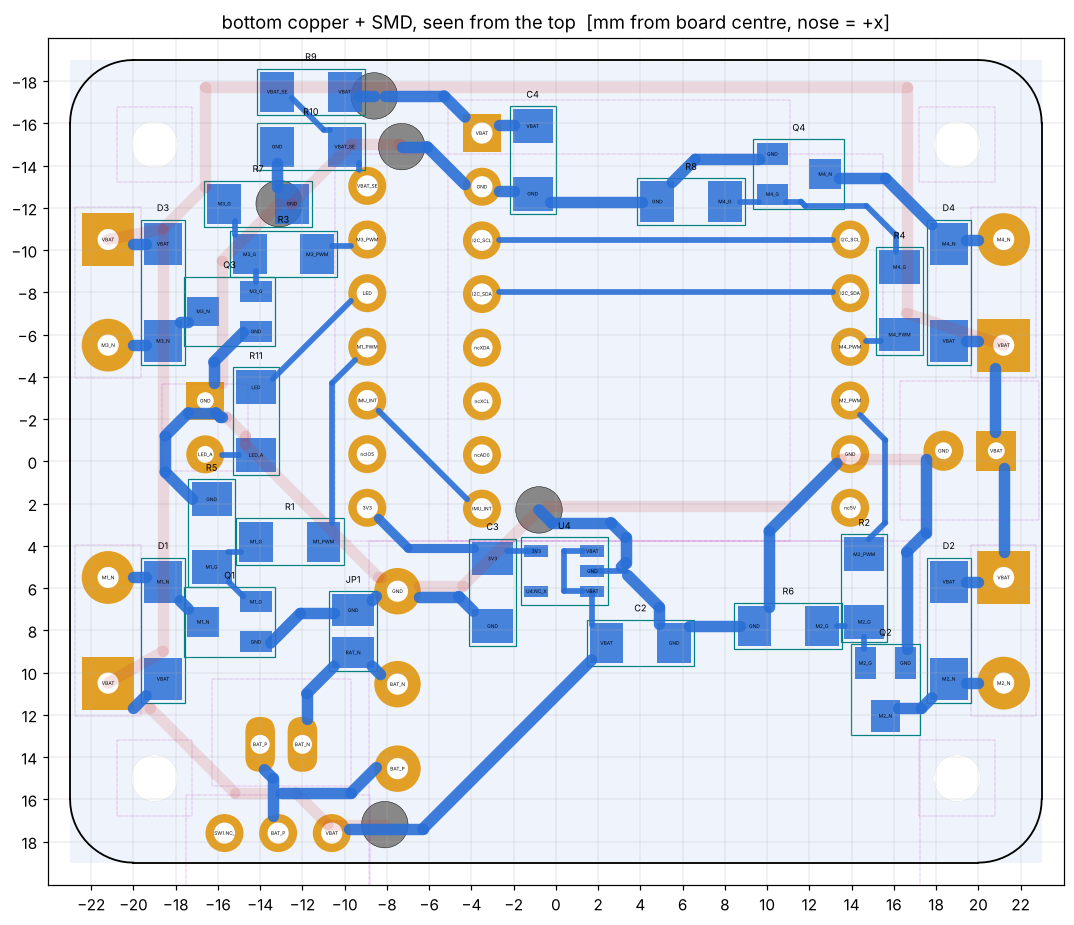 bottom copper + SMD, seen from the top [mm from board centre, nose = +x]
R9
−18
VBAT_SE
VBAT
C4
−16
R10
VBAT
VBAT
Q4
GND
VBAT_SE
GND
−14
R7
R8
M4_N
VBAT_SE
GND
GND
M4_G
−12
M3_G
GND
GND
M4_G
D3
R3
D4
R4
−10
VBAT
M3_G
M3_PWM
M3_PWM
I2C_SCL
I2C_SCL
M4_N
M4_N
Q3
M4_G
−8
M3_G
LED
I2C_SDA
I2C_SDA
M3_N
−6
GND
M4_PWM
M3_N
M3_N
M1_PWM
ncXDA
M4_PWM
VBAT
VBAT
R11
−4
LED
GND
IMU_INT
ncXCL
M2_PWM
−2
LED_A
LED_A
ncIO5
ncAD0
GND
GND
VBAT
0
R5
GND
2
R1
3V3
IMU_INT
nc5V
C3
U4
R2
4
M1_G
M1_PWM
3V3
3V3
VBAT
M2_PWM
D1
D2
M1_G
GND
Q1
JP1
M1_N
M1_N
VBAT
VBAT
6
M1_G
GND
U4.NC_X
VBAT
R6
GND
C2
M1_N
GND
GND
M2_G
M2_G
8
GND
VBAT
GND
Q2
BAT_N
M2_G
GND
10
VBAT
VBAT
BAT_N
M2_N
M2_N
12
M2_N
BAT_P
BAT_N
14
BAT_P
16
SW1.NC_
BAT_P
VBAT
18
−22 −20 −18 −16 −14 −12 −10 −8 −6 −4 −2 0 2 4 6 8 10 12 14 16 18 20 22